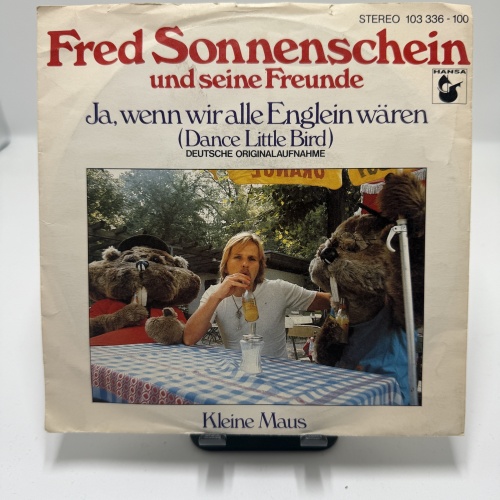 STEREO 103 336 - 100
Fred Sonnenschein
und seine Freunde
HANSA
Ja, wenn wir alle Englein wären
(Dance Little Bird)
DEUTSCHE ORIGINALAUFNAHME
ORANGE
Kleine Maus